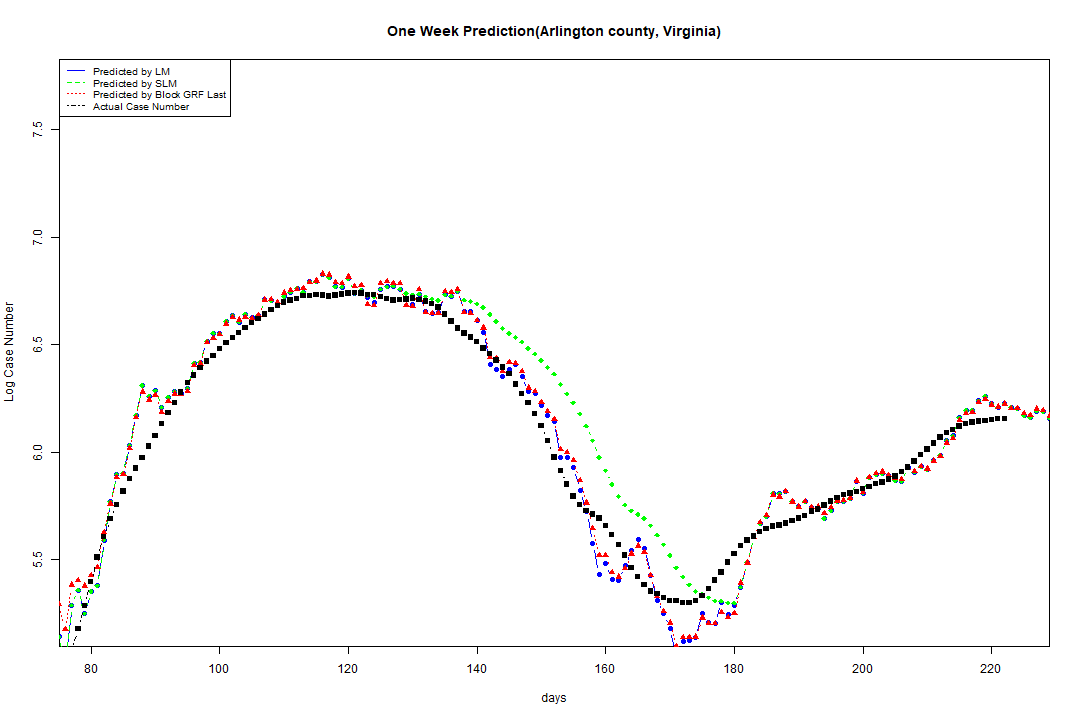 One Week Prediction(Arlington county, Virginia)
Predicted by LM
Predicted by SLM
Predicted by Block GRF Last
Actual Case Number
Log Case Number
7.5
7.0
6.5
6.0
5.5
80 100 120 140 160 180 200 220
days